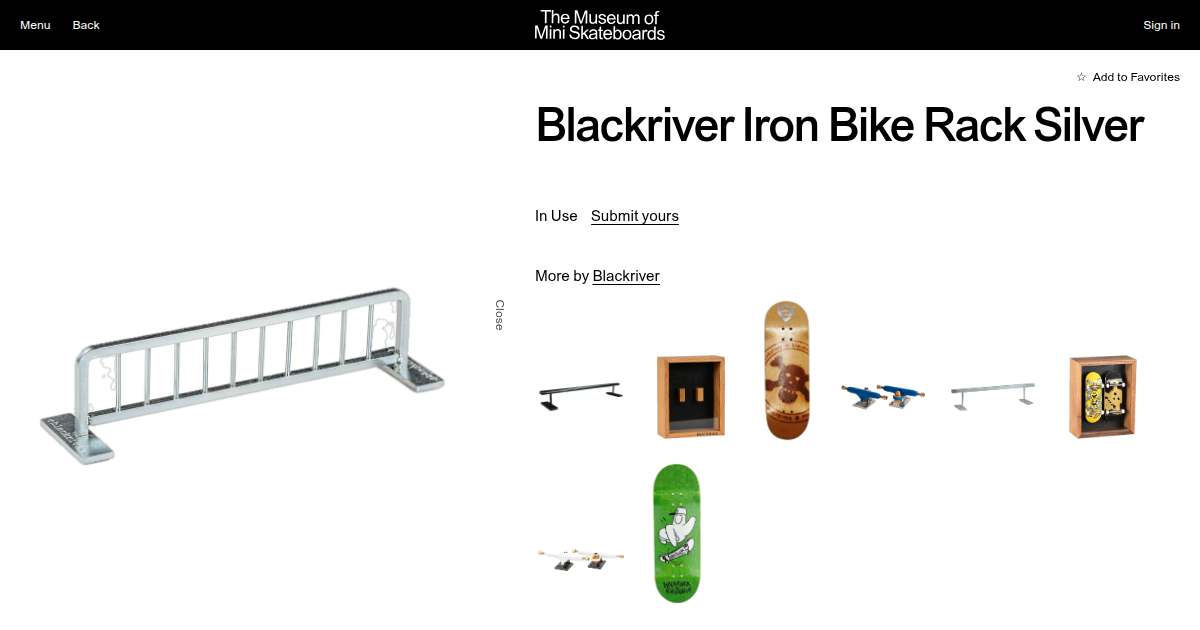 Menu
Back
The Museum of
Mini Skateboards
Sign in
☆ Add to Favorites
Blackriver Iron Bike Rack Silver
In Use Submit yours
More by Blackriver
Close